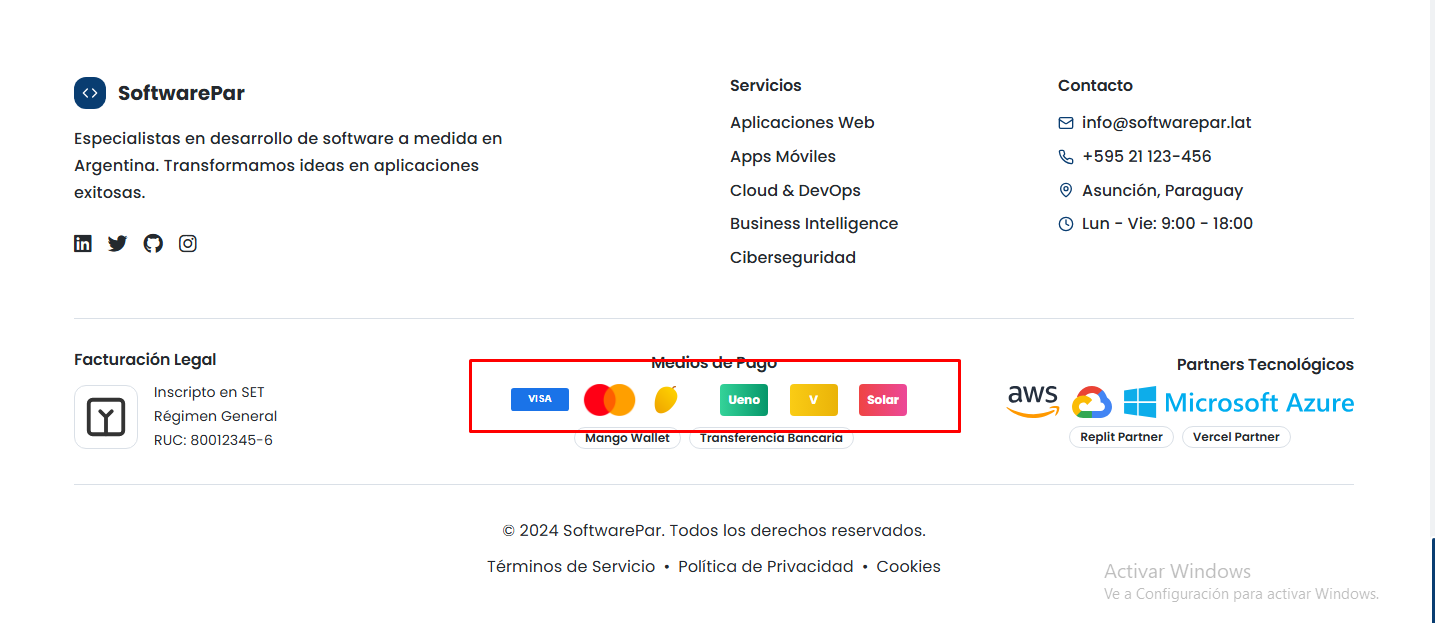 SoftwarePar
Especialistas en desarrollo de software a medida en
Argentina. Transformamos ideas en aplicaciones
exitosas.
Servicios
Aplicaciones Web
Apps Móviles
Cloud & DevOps
Business Intelligence
Ciberseguridad
Contacto
info@softwarepar.lat
+595 21 123-456
Asunción, Paraguay
Lun - Vie: 9:00 - 18:00
Facturación Legal
Inscripto en SET
Régimen General
RUC: 80012345-6
Medios de Pago
VISA
Ueno
V
Solar
Mango Wallet
Transferencia Bancaria
Partners Tecnológicos
aws
Microsoft Azure
Replit Partner
Vercel Partner
© 2024 SoftwarePar. Todos los derechos reservados.
Términos de Servicio • Política de Privacidad • Cookies
Activar Windows
Ve a Configuración para activar Windows.